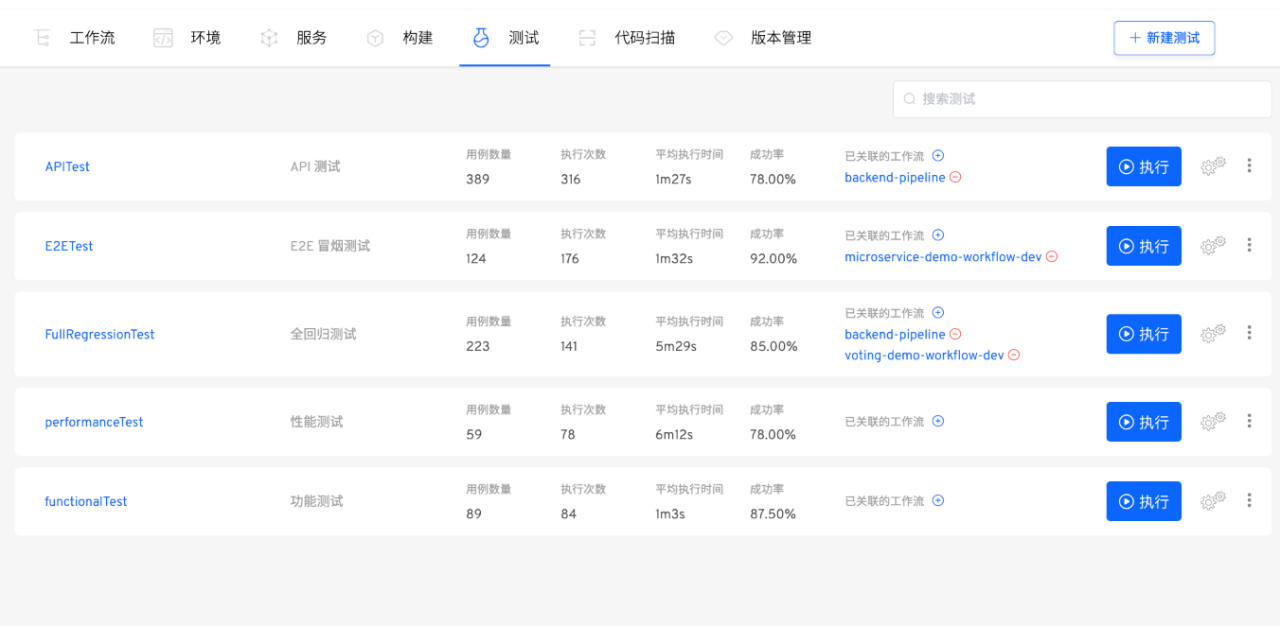 工作流 环境 服务 构建 测试 代码扫描 版本管理 + 新建测试
搜索测试
APITest API 测试 用例数量 389 执行次数 316 平均执行时间 1m27s 成功率 78.00% 已关联的工作流 backend-pipeline 执行
E2ETest E2E 冒烟测试 用例数量 124 执行次数 176 平均执行时间 1m32s 成功率 92.00% 已关联的工作流 microservice-demo-workflow-dev 执行
FullRegressionTest 全回归测试 用例数量 223 执行次数 141 平均执行时间 5m29s 成功率 85.00% 已关联的工作流 backend-pipeline voting-demo-workflow-dev 执行
performanceTest 性能测试 用例数量 59 执行次数 78 平均执行时间 6m12s 成功率 78.00% 已关联的工作流 执行
functionalTest 功能测试 用例数量 89 执行次数 84 平均执行时间 1m3s 成功率 87.50% 已关联的工作流 执行